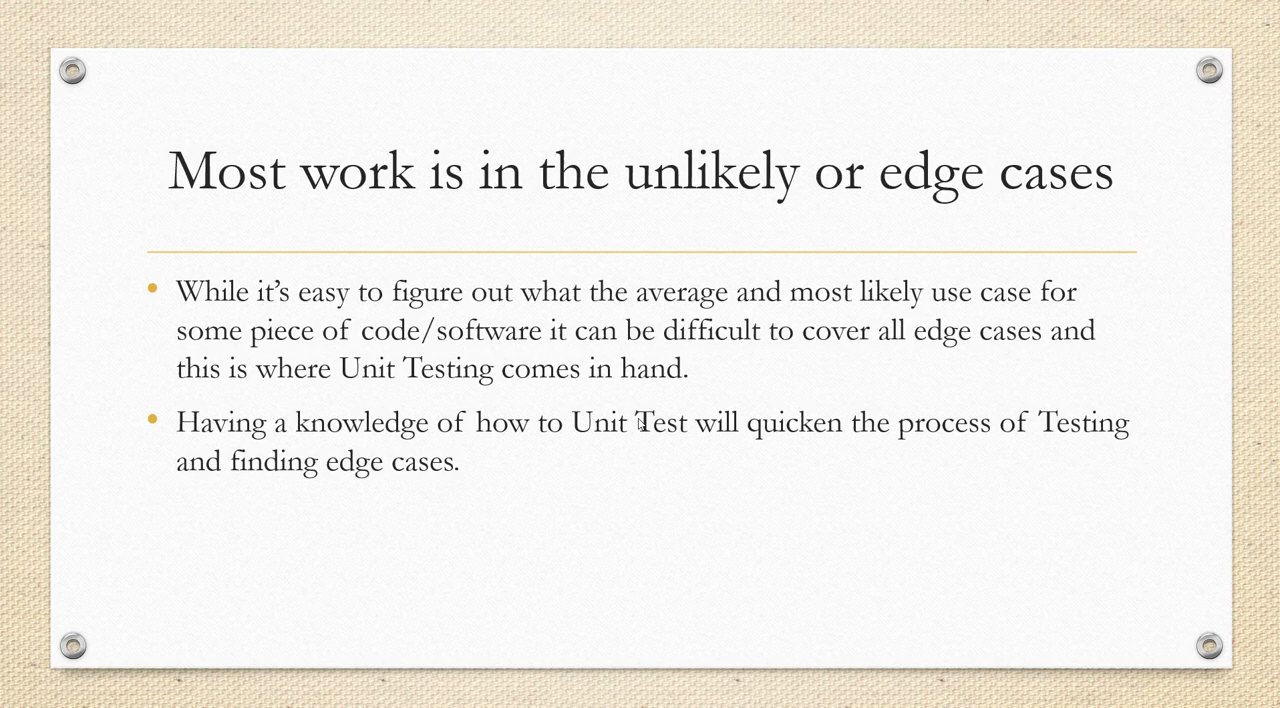 Most work is in the unlikely or edge cases
• While it’s easy to figure out what the average and most likely use case for
some piece of code/software it can be difficult to cover all edge cases and
this is where Unit Testing comes in hand.
• Having a knowledge of how to Unit Test will quicken the process of Testing
and finding edge cases.